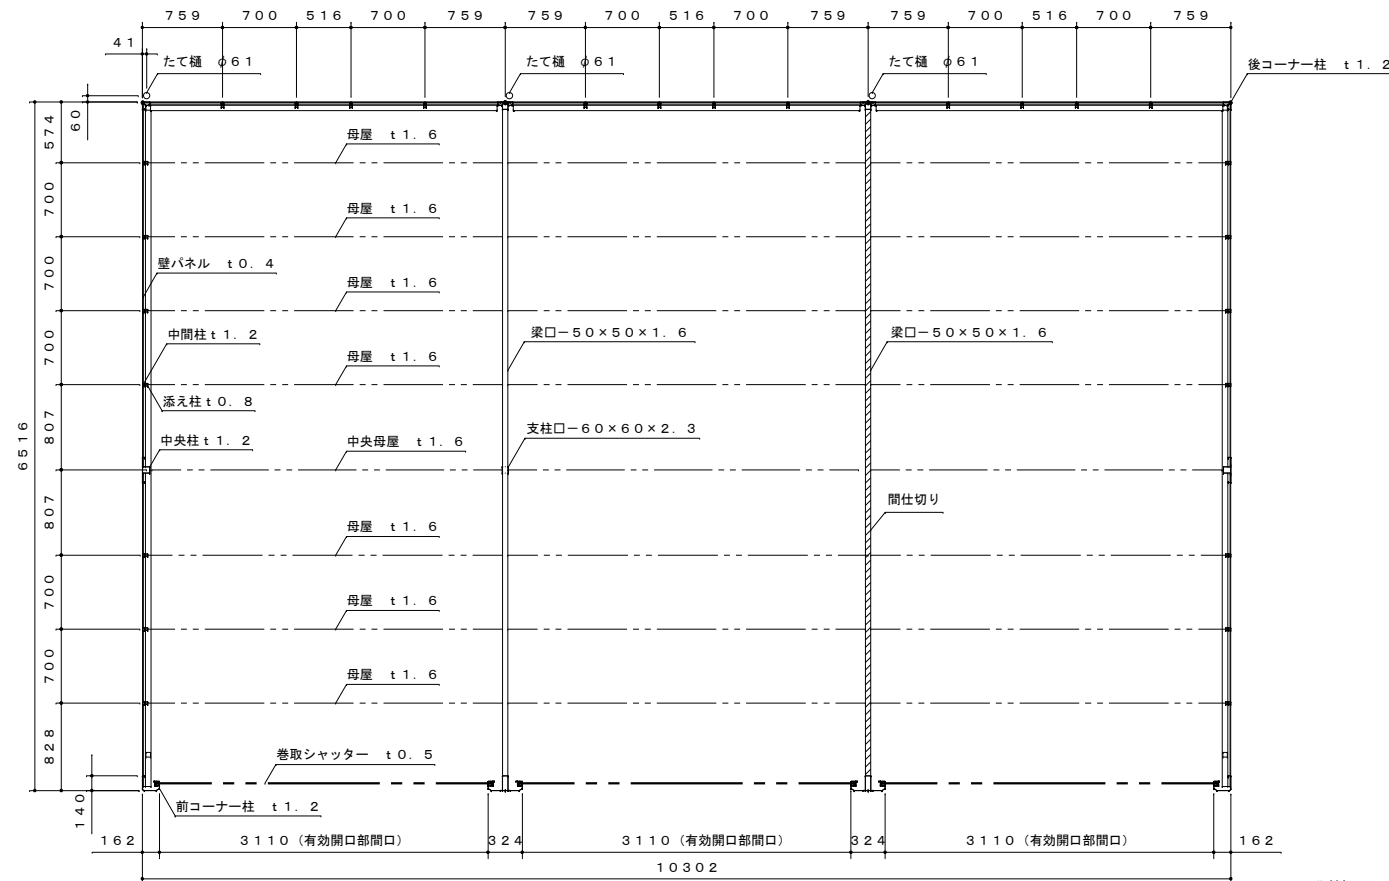 759 700 516 700 759 759 700 516 700 759 759 700 516 700 759
41
たて樋 φ61 たて樋 φ61 たて樋 φ61
後コーナー柱 t1.2
60
574
母屋 t1.6
700
母屋 t1.6
壁パネル t0.4
700
母屋 t1.6
中間柱t1.2
梁口-50×50×1.6 梁口-50×50×1.6
700
母屋 t1.6
添え柱t0.8
807
6516
中央柱t1.2
中央母屋 t1.6
支柱口-60×60×2.3
807
間仕切り
母屋 t1.6
700
母屋 t1.6
700
母屋 t1.6
828
巻取シャッター t0.5
140
前コーナー柱 t1.2
162 3110(有効開口部間口) 324 3110(有効開口部間口) 324 3110(有効開口部間口) 162
10302